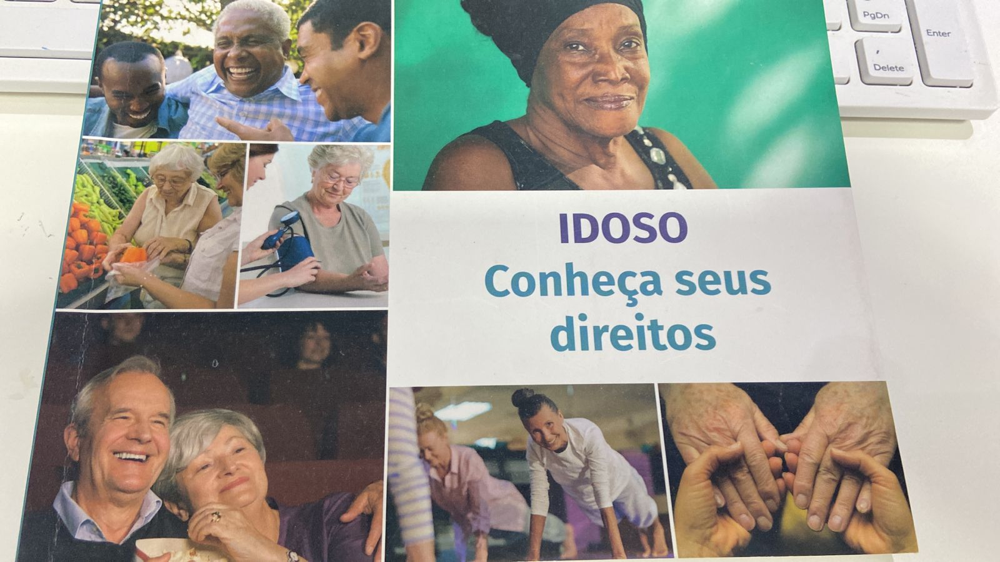 PgDn
Enter
,
Delete
IDOSO
Conheça seus
direitos